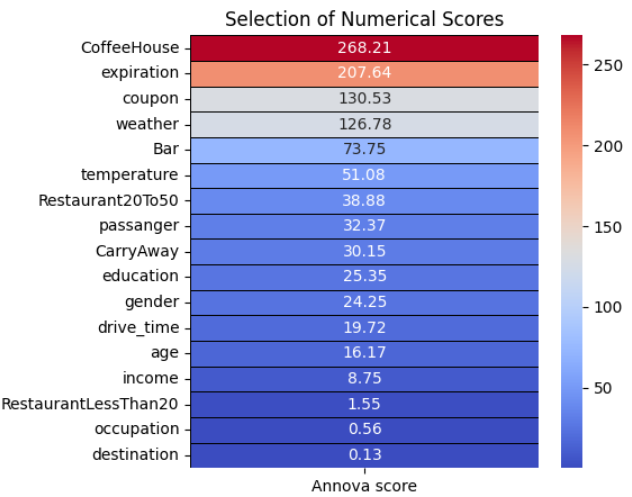 Selection of Numerical Scores
CoffeeHouse 268.21
expiration 207.64
coupon 130.53
weather 126.78
Bar 73.75
temperature 51.08
Restaurant20To50 38.88
passanger 32.37
CarryAway 30.15
education 25.35
gender 24.25
drive_time 19.72
age 16.17
income 8.75
RestaurantLessThan20 1.55
occupation 0.56
destination 0.13
Annova score
250
200
150
100
50